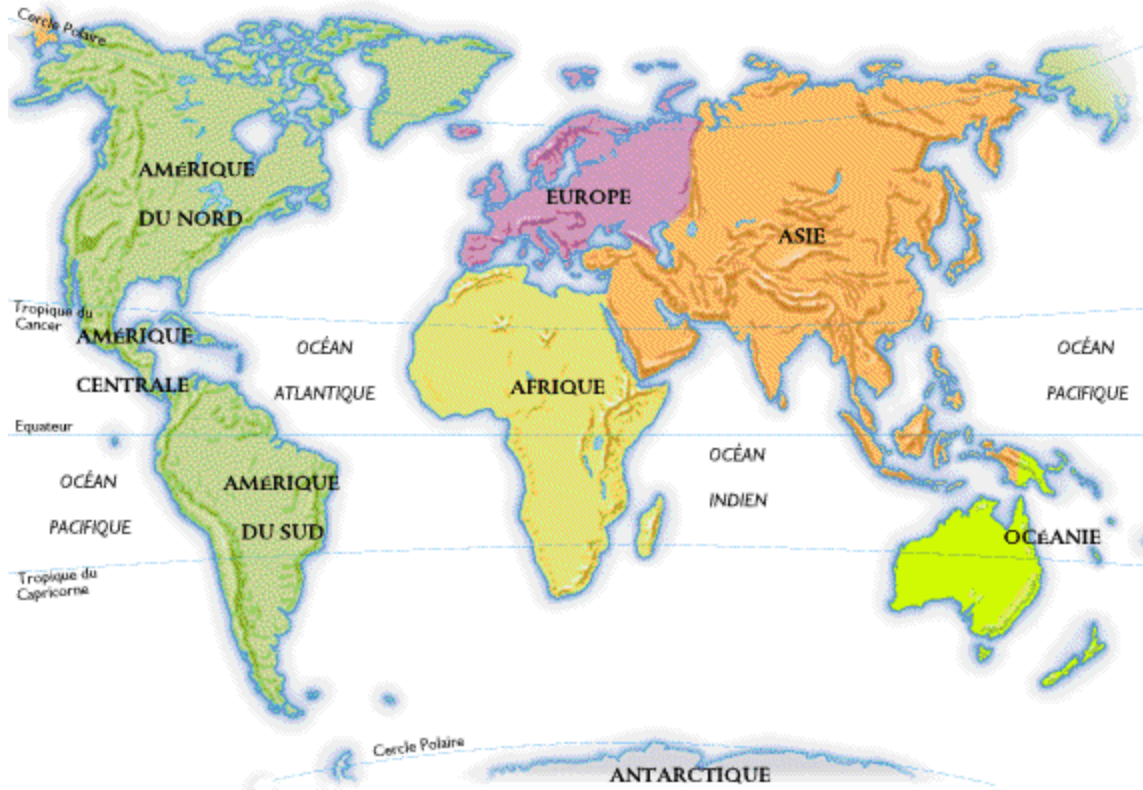 Cercle Polaire
AMÉRIQUE
DU NORD
EUROPE
ASIE
Tropique du
Cancer
AMÉRIQUE
CENTRALE
OCÉAN
ATLANTIQUE
AFRIQUE
OCÉAN
PACIFIQUE
Equateur
OCÉAN
PACIFIQUE
AMÉRIQUE
DU SUD
OCÉAN
INDIEN
OCÉANIE
Tropique du
Capricorne
Cercle Polaire
ANTARCTIQUE